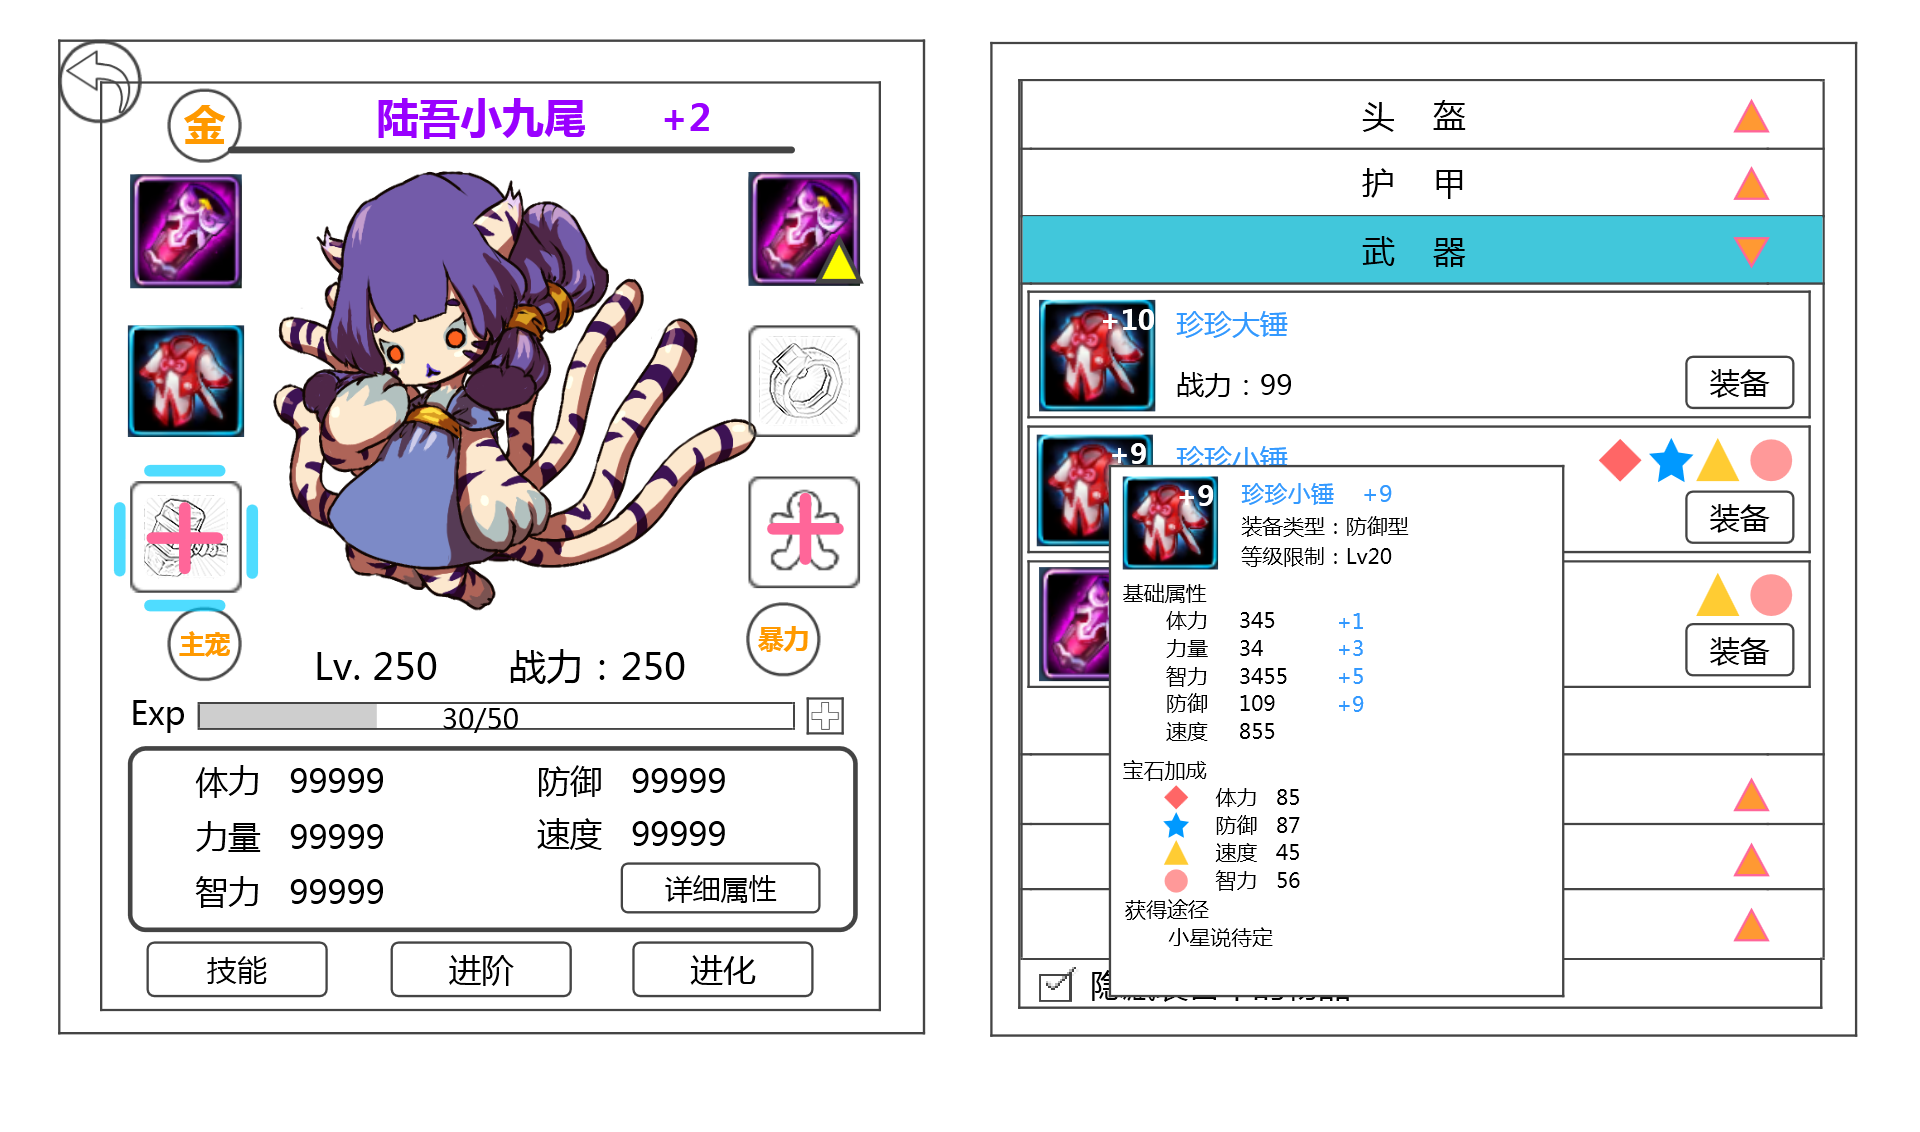 金
陆吾小九尾 +2
主宠
暴力
Lv. 250 战力：250
Exp 30/50
体力 99999 防御 99999
力量 99999 速度 99999
智力 99999
详细属性
技能 进阶 进化
头 盔
护 甲
武 器
+10 珍珍大锤
战力：99 装备
+9 珍珍小锤
装备
装备
+9 珍珍小锤 +9
装备类型：防御型
等级限制：Lv20
基础属性
体力 345 +1
力量 34 +3
智力 3455 +5
防御 109 +9
速度 855
宝石加成
体力 85
防御 87
速度 45
智力 56
获得途径
小星说待定